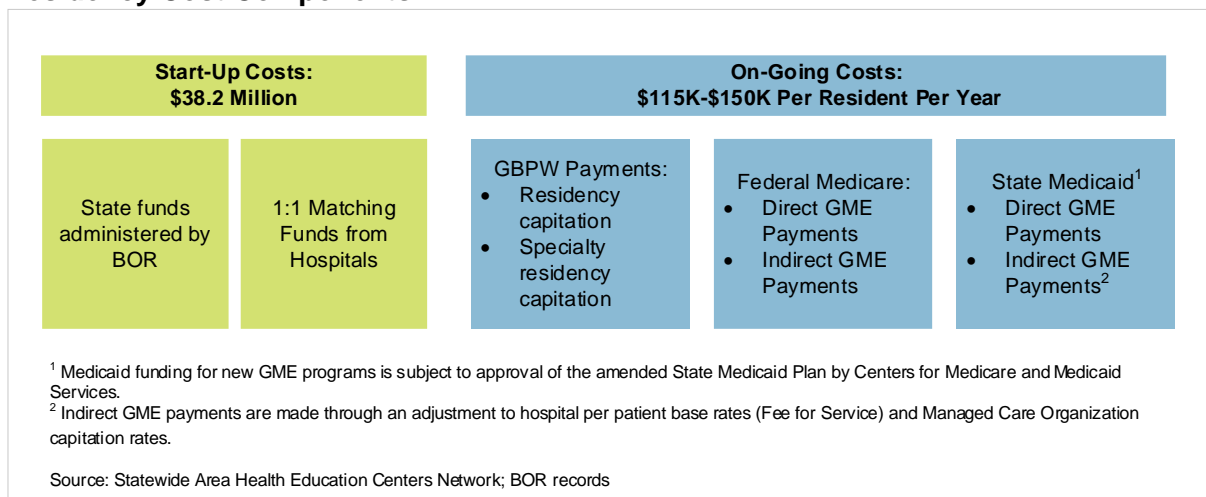 Start-Up Costs:
$38.2 Million
On-Going Costs:
$115K-$150K Per Resident Per Year
State funds
administered by
BOR
1:1 Matching
Funds from
Hospitals
GBPW Payments:
• Residency
capitation
• Specialty
residency
capitation
Federal Medicare:
• Direct GME
Payments
• Indirect GME
Payments
State Medicaid¹
• Direct GME
Payments
• Indirect GME
Payments²
¹ Medicaid funding for new GME programs is subject to approval of the amended State Medicaid Plan by Centers for Medicare and Medicaid
Services.
² Indirect GME payments are made through an adjustment to hospital per patient base rates (Fee for Service) and Managed Care Organization
capitation rates.
Source: Statewide Area Health Education Centers Network; BOR records